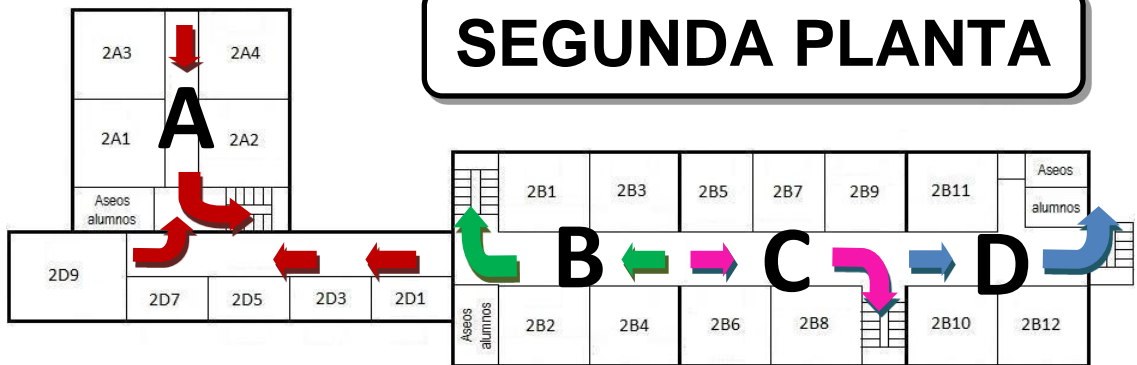 SEGUNDA PLANTA
2A3
2A4
A
2A1
2A2
Aseos
alumnos
2D9
2D7
2D5
2D3
2D1
2B1
2B3
2B5
2B7
2B9
2B11
Aseos
alumnos
B
C
D
Aseos
alumnos
2B2
2B4
2B6
2B8
2B10
2B12